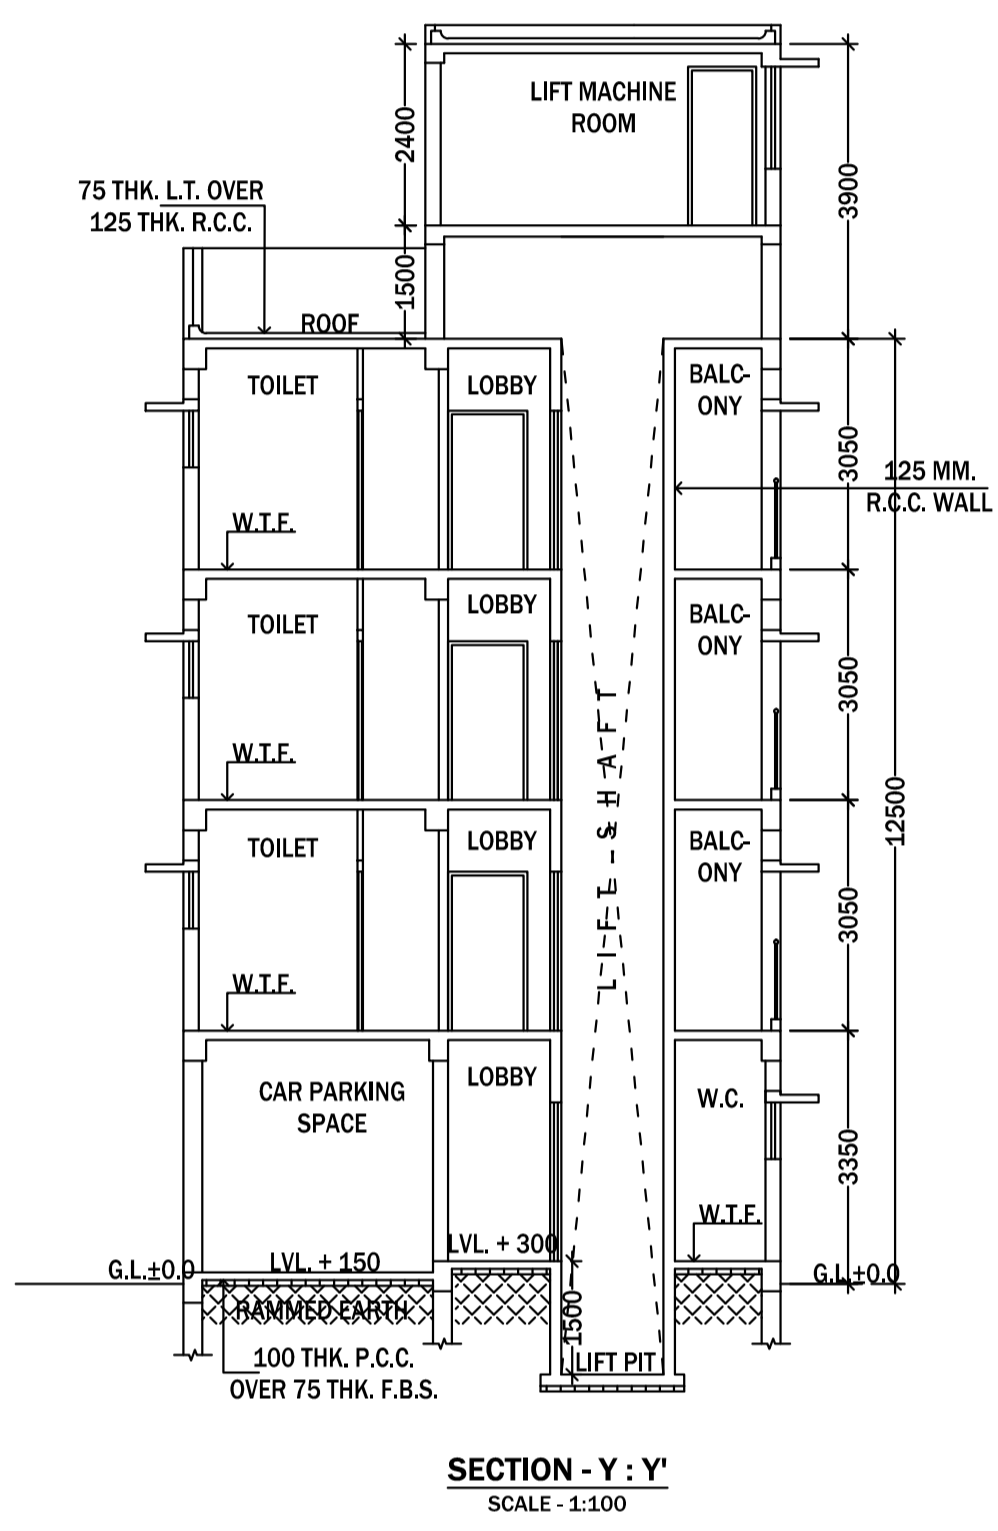 LIFT MACHINE
ROOM
2400
3900
75 THK. L.T. OVER
125 THK. R.C.C.
1500
ROOF
TOILET
LOBBY
BALC-
ONY
3050
125 MM.
R.C.C. WALL
W.T.F.
TOILET
LOBBY
BALC-
ONY
3050
W.T.F.
LIFT - SHAFT
12500
TOILET
LOBBY
BALC-
ONY
3050
W.T.F.
CAR PARKING
SPACE
LOBBY
W.C.
3350
W.T.F.
LVL. + 300
G.L.±0.0
LVL. + 150
G.L.±0.0
RAMMED EARTH
1500
100 THK. P.C.C.
OVER 75 THK. F.B.S.
LIFT PIT
SECTION - Y : Y'
SCALE - 1:100